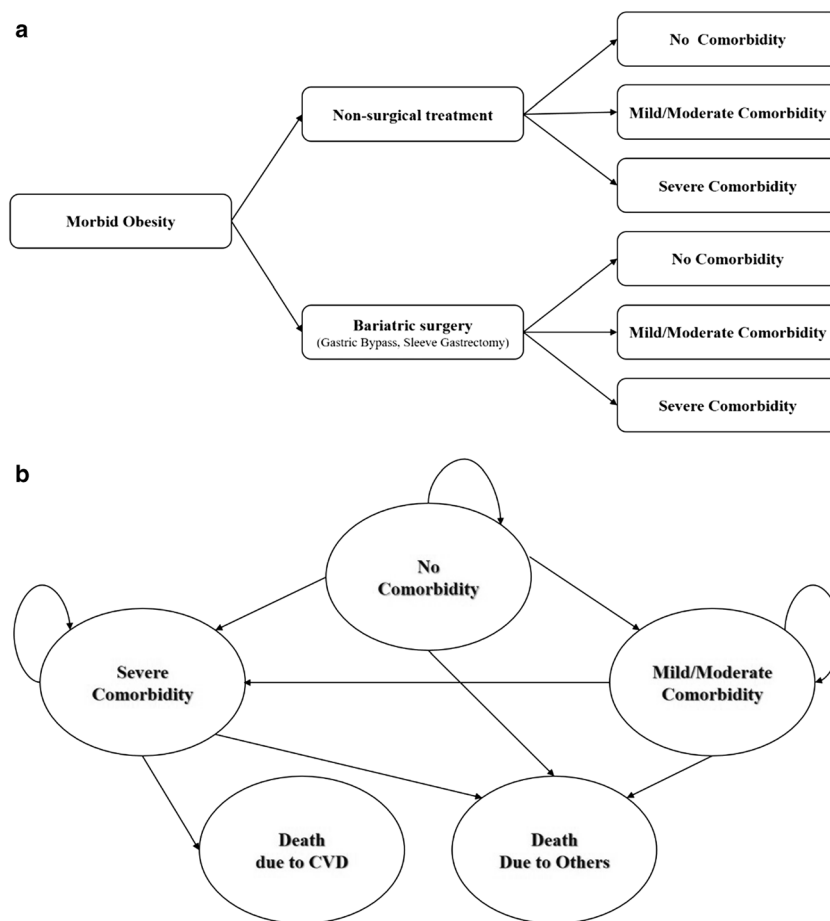 a
No Comorbidity
Non-surgical treatment
Mild/Moderate Comorbidity
Severe Comorbidity
Morbid Obesity
No Comorbidity
Bariatric surgery
(Gastric Bypass, Sleeve Gastrectomy)
Mild/Moderate Comorbidity
Severe Comorbidity
b
No
Comorbidity
Severe
Comorbidity
Mild/Moderate
Comorbidity
Death
due to CVD
Death
Due to Others